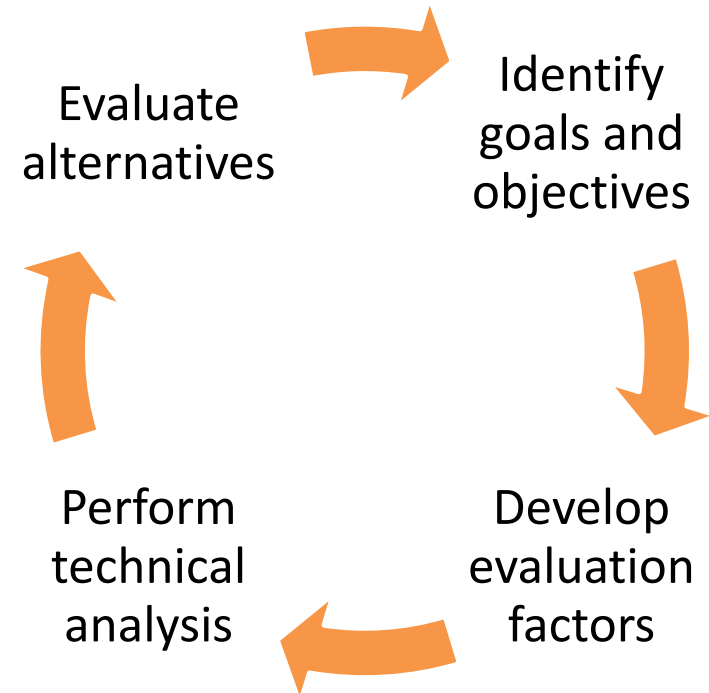 Evaluate
alternatives
Identify
goals and
objectives
Develop
evaluation
factors
Perform
technical
analysis